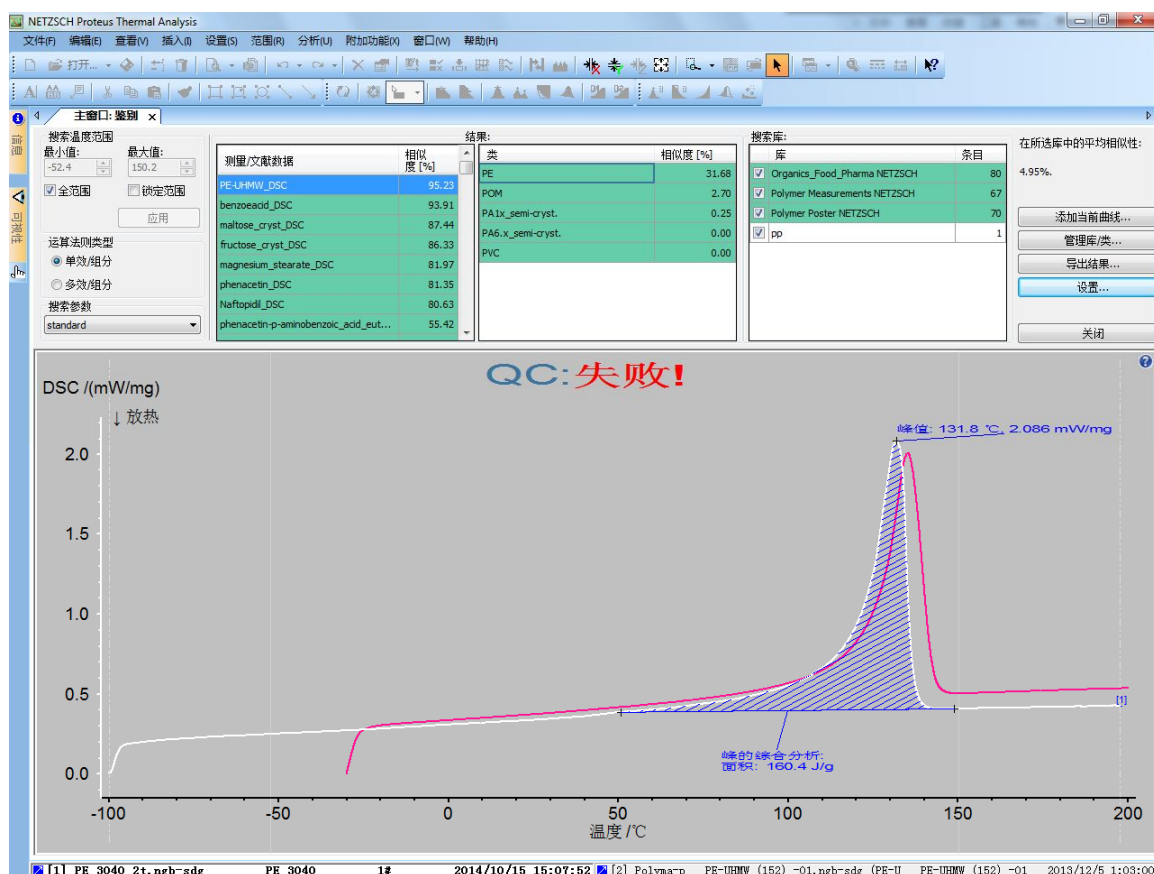 NETZSCH Proteus Thermal Analysis
文件(F) 编辑(E) 查看(V) 插入(I) 设置(S) 范围(R) 分析(U) 附加功能(X) 窗口(W) 帮助(H)
打开...
主窗口: 鉴别 ×
信息
可视性
搜索温度范围
最小值: 最大值:
-52.4 150.2
全范围 锁定范围
应用
运算法则类型
单效/组分
多效/组分
搜索参数
standard
结果:
测量/文献数据 相似度 [%]
PE-UHMW_DSC 95.23
benzoeacid_DSC 93.91
maltose_cryst_DSC 87.44
fructose_cryst_DSC 86.33
magnesium_stearate_DSC 81.97
phenacetin_DSC 81.35
Naftopidil_DSC 80.63
phenacetin-p-aminobenzoic_acid_eut... 55.42
类 相似度 [%]
PE 31.68
POM 2.70
PA1x_semi-cryst. 0.25
PA6.x_semi-cryst. 0.00
PVC 0.00
搜索库:
库 条目
Organics_Food_Pharma NETZSCH 80
Polymer Measurements NETZSCH 67
Polymer Poster NETZSCH 70
pp 1
在所选库中的平均相似性:
4.95%.
添加当前曲线...
管理库/类...
导出结果...
设置...
关闭
QC:失败!
DSC /(mW/mg)
↓ 放热
峰值: 131.8 ℃, 2.086 mW/mg
2.0
1.5
1.0
0.5
0.0
[1]
峰的综合分析:
面积: 160.4 J/g
-100 -50 0 50 100 150 200
温度 /℃
[1] PE 3040 2t.ngb-sdg PE 3040 1# 2014/10/15 15:07:52 [2] Polyma-p PE-UHMW (152) -01.ngb-sdg (PE-U PE-UHMW (152) -01 2013/12/5 1:03:00